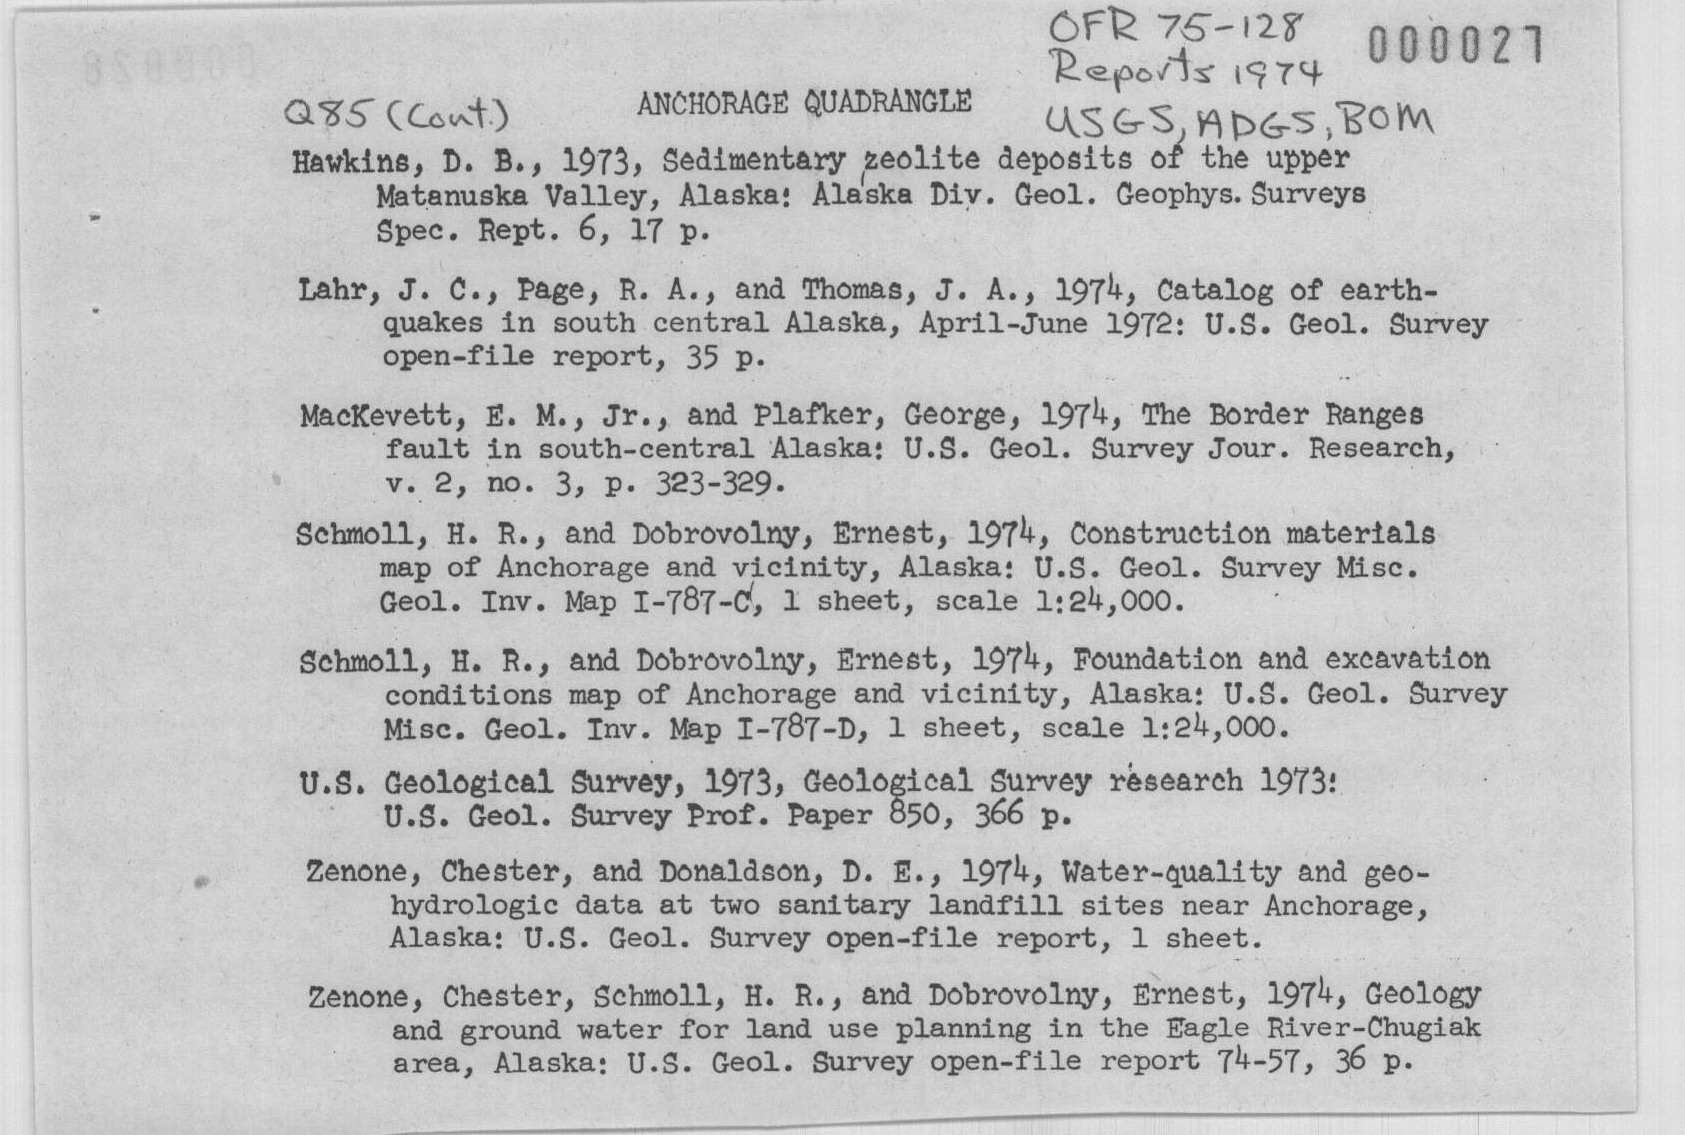 OFR 75-128
000027
Reports 1974
Q85 (Cont.)
ANCHORAGE QUADRANGLE
USGS, ADGS, BOM
Hawkins, D. B., 1973, Sedimentary zeolite deposits of the upper
Matanuska Valley, Alaska: Alaska Div. Geol. Geophys. Surveys
Spec. Rept. 6, 17 p.
Lahr, J. C., Page, R. A., and Thomas, J. A., 1974, Catalog of earth-
quakes in south central Alaska, April-June 1972: U.S. Geol. Survey
open-file report, 35 p.
MacKevett, E. M., Jr., and Plafker, George, 1974, The Border Ranges
fault in south-central Alaska: U.S. Geol. Survey Jour. Research,
v. 2, no. 3, p. 323-329.
Schmoll, H. R., and Dobrovolny, Ernest, 1974, Construction materials
map of Anchorage and vicinity, Alaska: U.S. Geol. Survey Misc.
Geol. Inv. Map I-787-C, 1 sheet, scale 1:24,000.
Schmoll, H. R., and Dobrovolny, Ernest, 1974, Foundation and excavation
conditions map of Anchorage and vicinity, Alaska: U.S. Geol. Survey
Misc. Geol. Inv. Map I-787-D, 1 sheet, scale 1:24,000.
U.S. Geological Survey, 1973, Geological Survey research 1973:
U.S. Geol. Survey Prof. Paper 850, 366 p.
Zenone, Chester, and Donaldson, D. E., 1974, Water-quality and geo-
hydrologic data at two sanitary landfill sites near Anchorage,
Alaska: U.S. Geol. Survey open-file report, 1 sheet.
Zenone, Chester, Schmoll, H. R., and Dobrovolny, Ernest, 1974, Geology
and ground water for land use planning in the Eagle River-Chugiak
area, Alaska: U.S. Geol. Survey open-file report 74-57, 36 p.